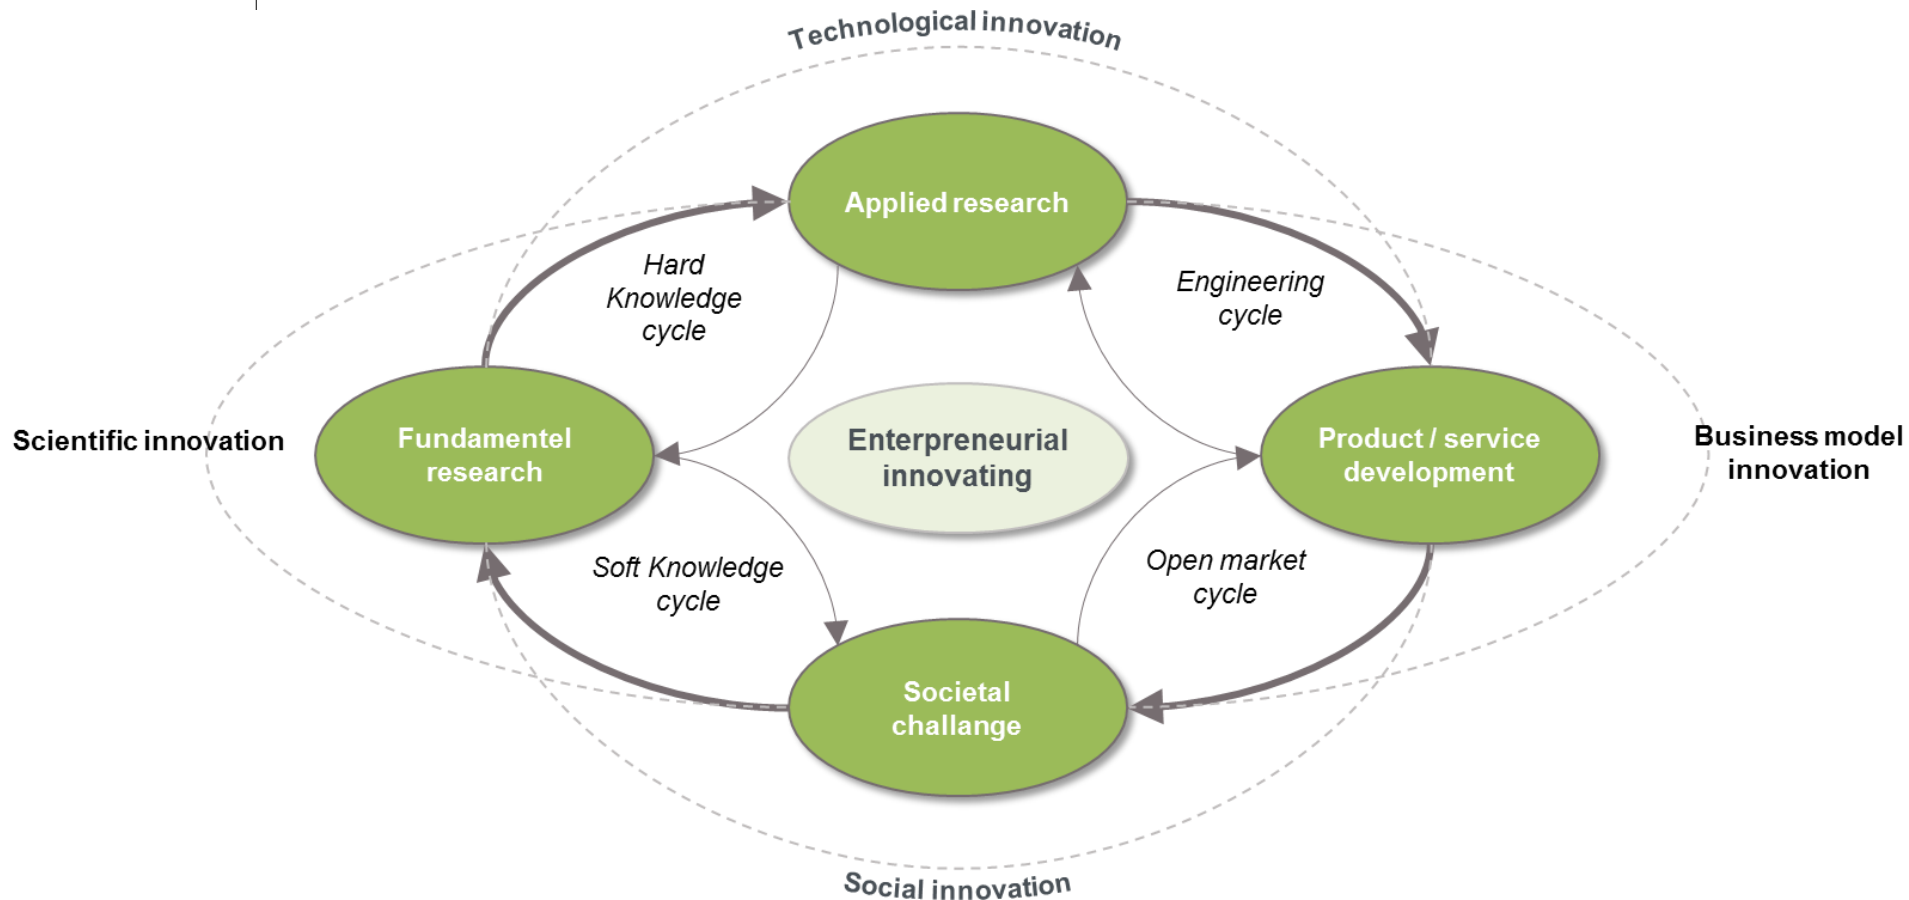 Technological innovation
Applied research
Hard
Knowledge
cycle
Engineering
cycle
Scientific innovation
Fundamentel
research
Enterpreneurial
innovating
Product / service
development
Business model
innovation
Soft Knowledge
cycle
Open market
cycle
Societal
challange
Social innovation